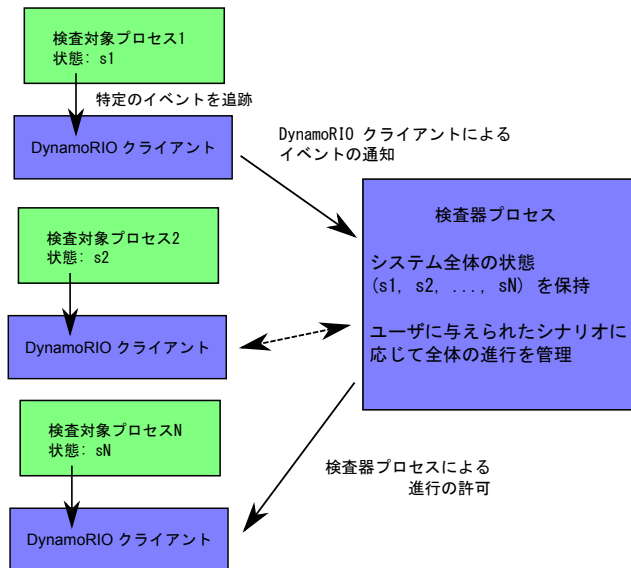 検査対象プロセス1
状態: s1
特定のイベントを追跡
DynamoRIO クライアント
DynamoRIO クライアントによる
イベントの通知
検査器プロセス
システム全体の状態
(s1, s2, ..., sN) を保持
ユーザに与えられたシナリオに
応じて全体の進行を管理
検査対象プロセス2
状態: s2
DynamoRIO クライアント
検査対象プロセスN
状態: sN
検査器プロセスによる
進行の許可
DynamoRIO クライアント